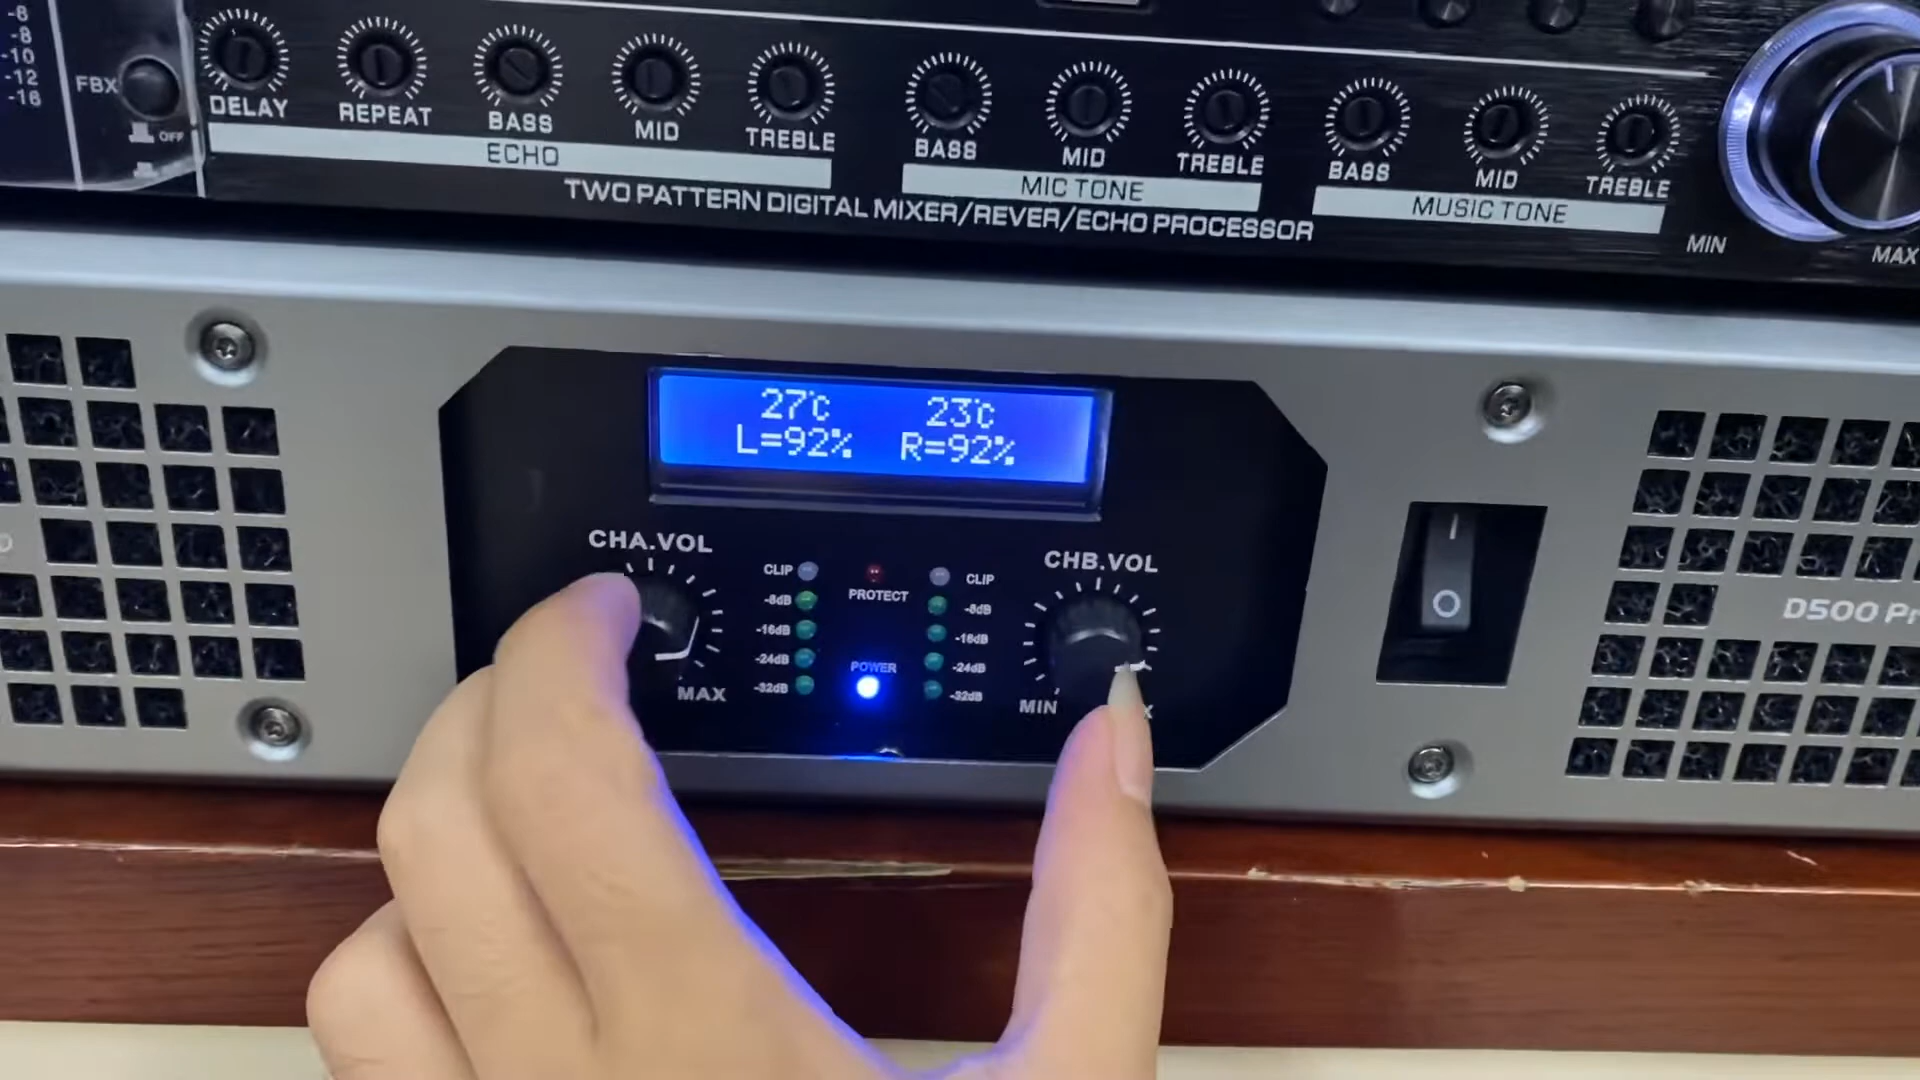 -8
-8
-10
-12
-16
FBX
OFF
DELAY
REPEAT
BASS
MID
TREBLE
ECHO
BASS
MID
TREBLE
MIC TONE
BASS
MID
TREBLE
MUSIC TONE
TWO PATTERN DIGITAL MIXER/REVER/ECHO PROCESSOR
MIN
MAX
27℃ 23℃
L=92% R=92%
CHA.VOL
MAX
CLIP
-8dB
-16dB
-24dB
-32dB
PROTECT
POWER
CLIP
-8dB
-16dB
-24dB
-32dB
CHB.VOL
MIN
D500 Pr